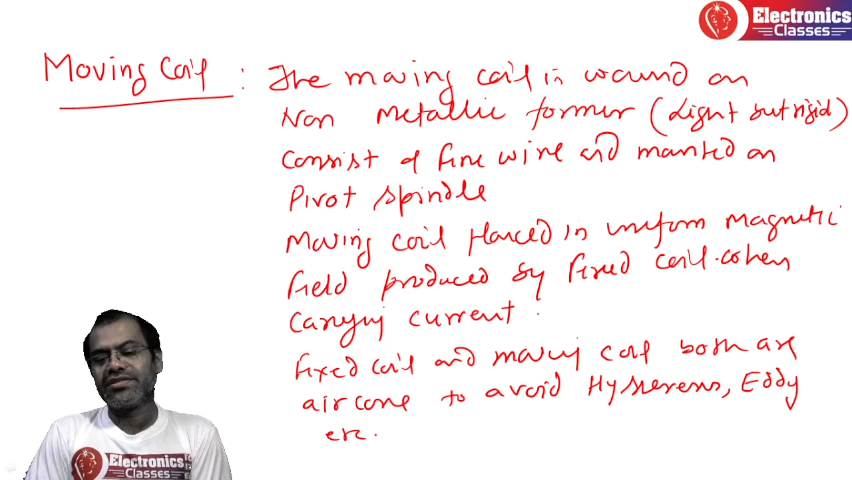 Electronics
Classes
Moving Coil : The moving coil is wound on
Non Metallic former (Light but rigid)
Consist of fine wire and mounted on
Pivot spindle
Moving coil placed in uniform magnetic
field produced by fixed coil when
Carrying current.
Fixed coil and moving coil both are
air core to avoid Hysteresis, Eddy
etc.
Electronics
Classes